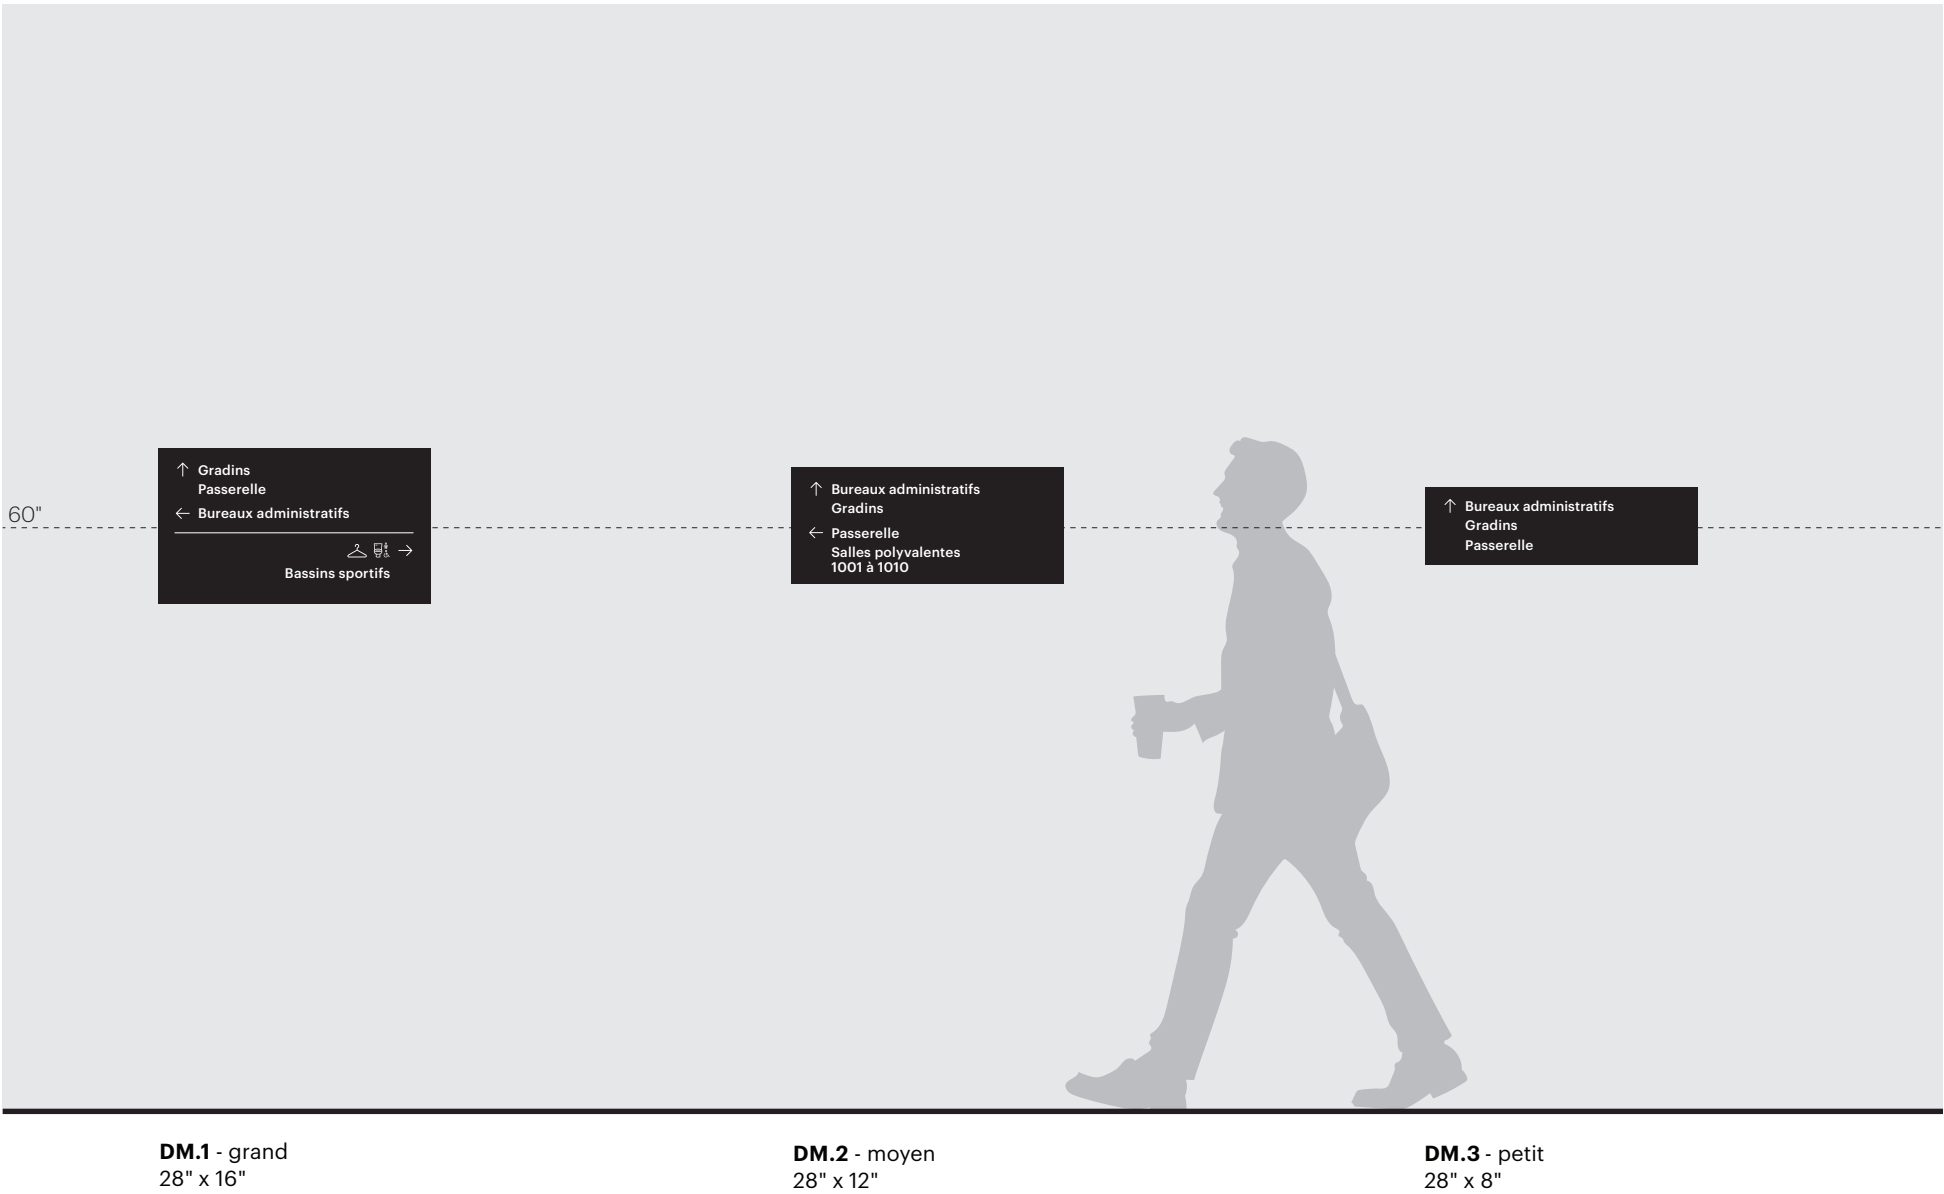 60"
↑ Gradins
Passerelle
← Bureaux administratifs
→
Bassins sportifs
↑ Bureaux administratifs
Gradins
← Passerelle
Salles polyvalentes
1001 à 1010
↑ Bureaux administratifs
Gradins
Passerelle
DM.1 - grand
28" x 16"
DM.2 - moyen
28" x 12"
DM.3 - petit
28" x 8"